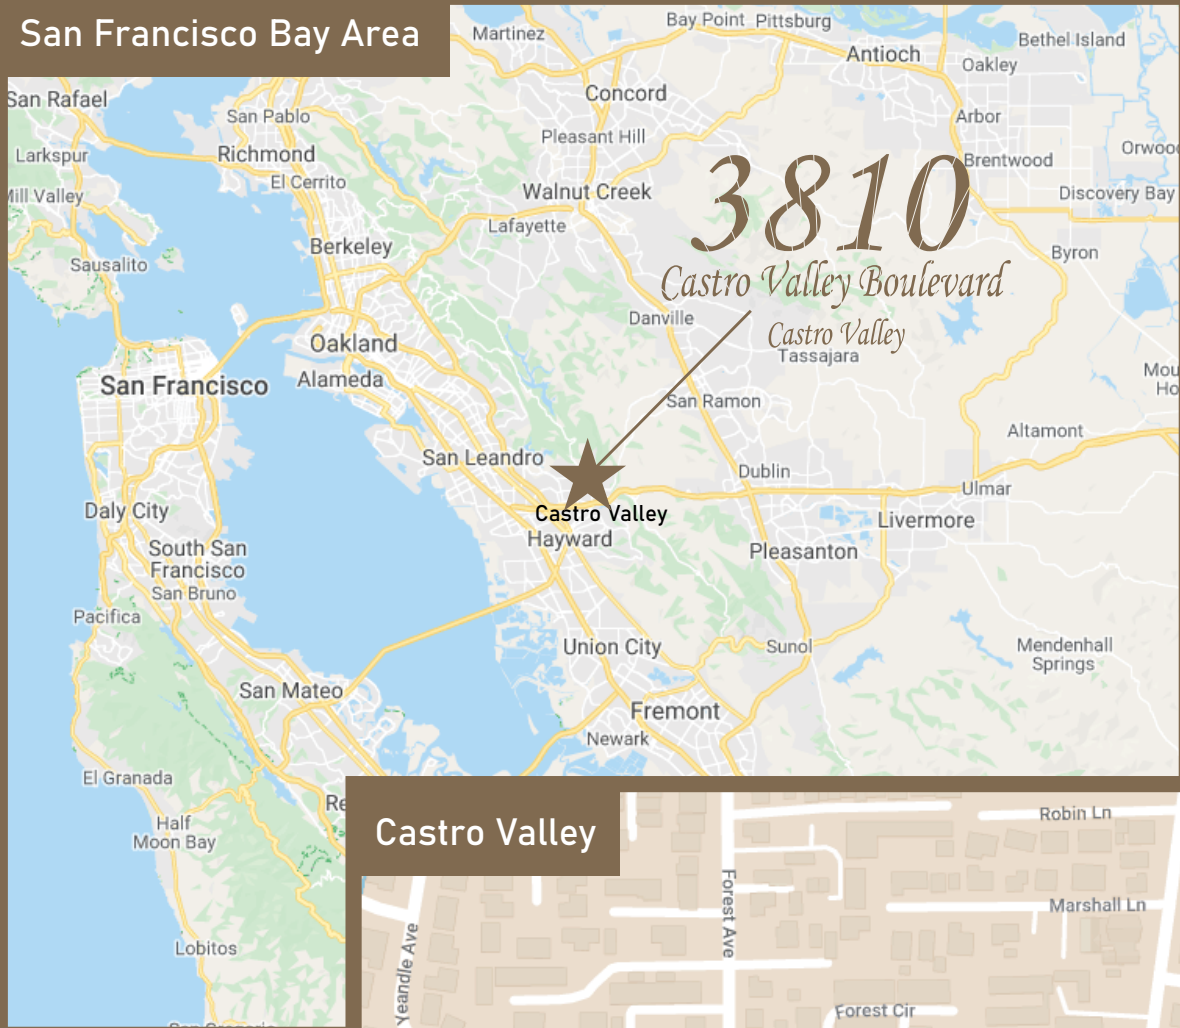 San Francisco Bay Area
Martinez
Bay Point
Pittsburg
Antioch
Bethel Island
Oakley
Concord
San Rafael
San Pablo
Pleasant Hill
Arbor
Larkspur
Richmond
Brentwood
El Cerrito
Walnut Creek
Discovery Bay
Mill Valley
Lafayette
3810
Berkeley
Byron
Sausalito
Castro Valley Boulevard
Danville
Castro Valley
Tassajara
Oakland
Alameda
San Francisco
San Ramon
Altamont
San Leandro
Dublin
Ulmar
Castro Valley
Daly City
Livermore
Hayward
South San
Francisco
Pleasanton
San Bruno
Pacifica
Union City
Sunol
Mendenhall
Springs
San Mateo
Fremont
Newark
El Granada
Half
Moon Bay
Lobitos
Castro Valley
Robin Ln
Forest Ave
Marshall Ln
Yeandle Ave
Forest Cir